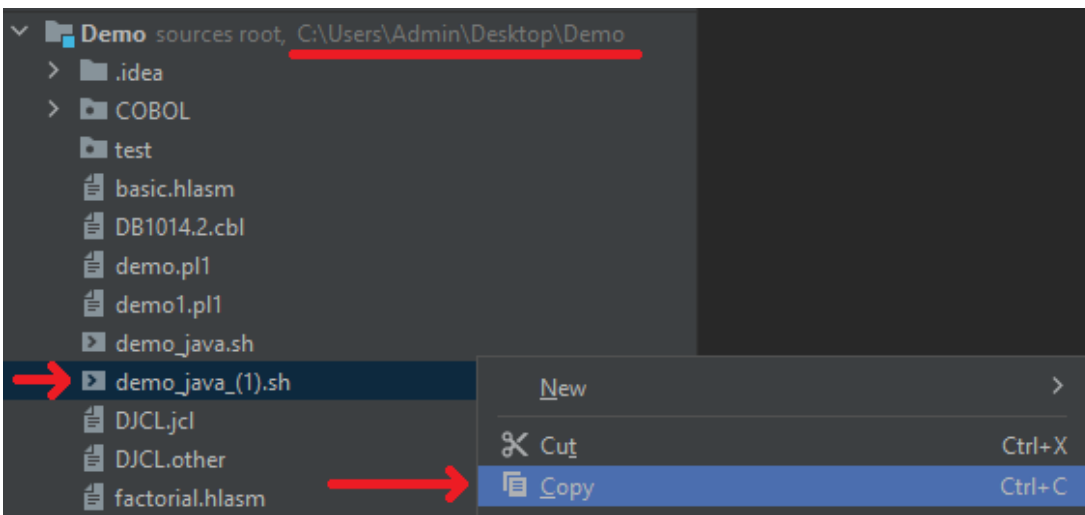 Demo sources root, C:\Users\Admin\Desktop\Demo
.idea
COBOL
test
basic.hlasm
DB1014.2.cbl
demo.pl1
demo1.pl1
demo_java.sh
demo_java_(1).sh
New
DJCL.jcl
Cut Ctrl+X
DJCL.other
Copy Ctrl+C
factorial.hlasm